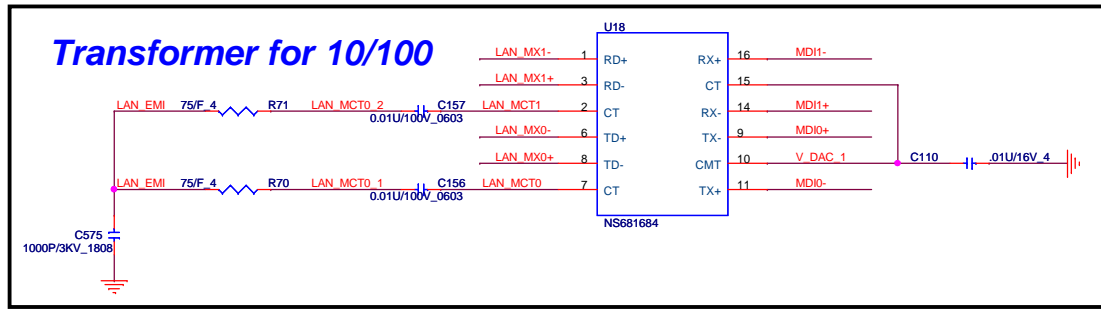 Transformer for 10/100
U18
LAN_MX1- 1 RD+ RX+ 16 MDI1-
LAN_MX1+ 3 RD- CT 15
LAN_EMI 75/F_4 R71 LAN_MCT0_2 C157 LAN_MCT1 2 CT RX- 14 MDI1+
0.01U/100V_0603
LAN_MX0- 6 TD+ TX- 9 MDI0+
LAN_MX0+ 8 TD- CMT 10 V_DAC_1 C110 .01U/16V_4
LAN_EMI 75/F_4 R70 LAN_MCT0_1 C156 LAN_MCT0 7 CT TX+ 11 MDI0-
0.01U/100V_0603
NS681684
C575
1000P/3KV_1808